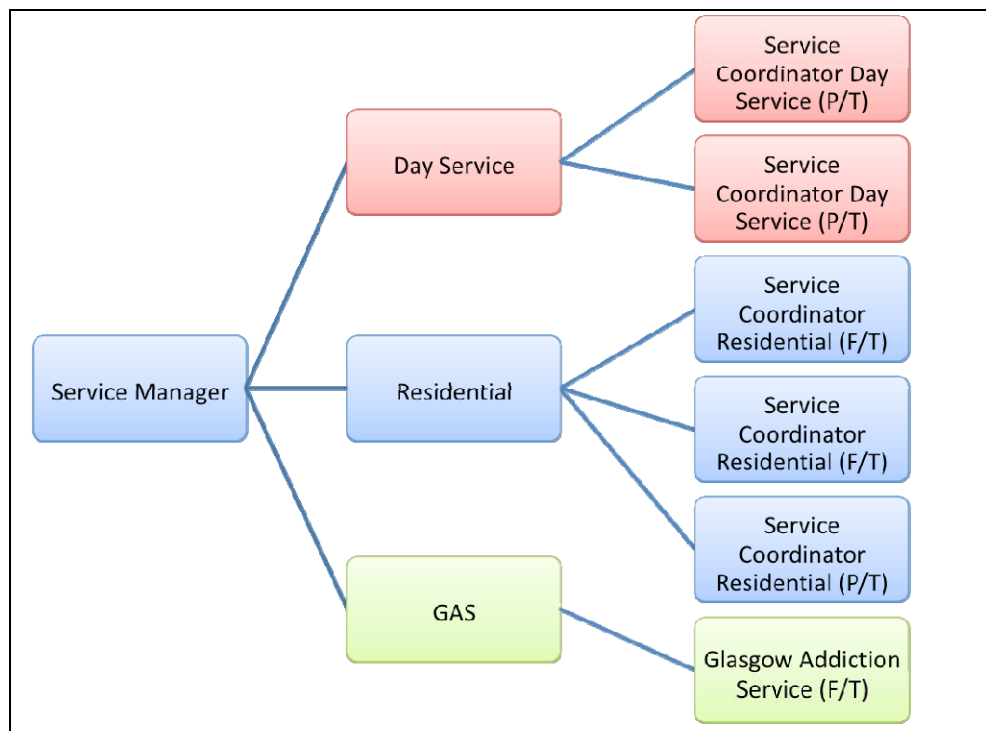 Service
Coordinator Day
Service (P/T)
Day Service
Service
Coordinator Day
Service (P/T)
Service
Coordinator
Residential (F/T)
Service Manager
Residential
Service
Coordinator
Residential (F/T)
Service
Coordinator
Residential (P/T)
GAS
Glasgow Addiction
Service (F/T)